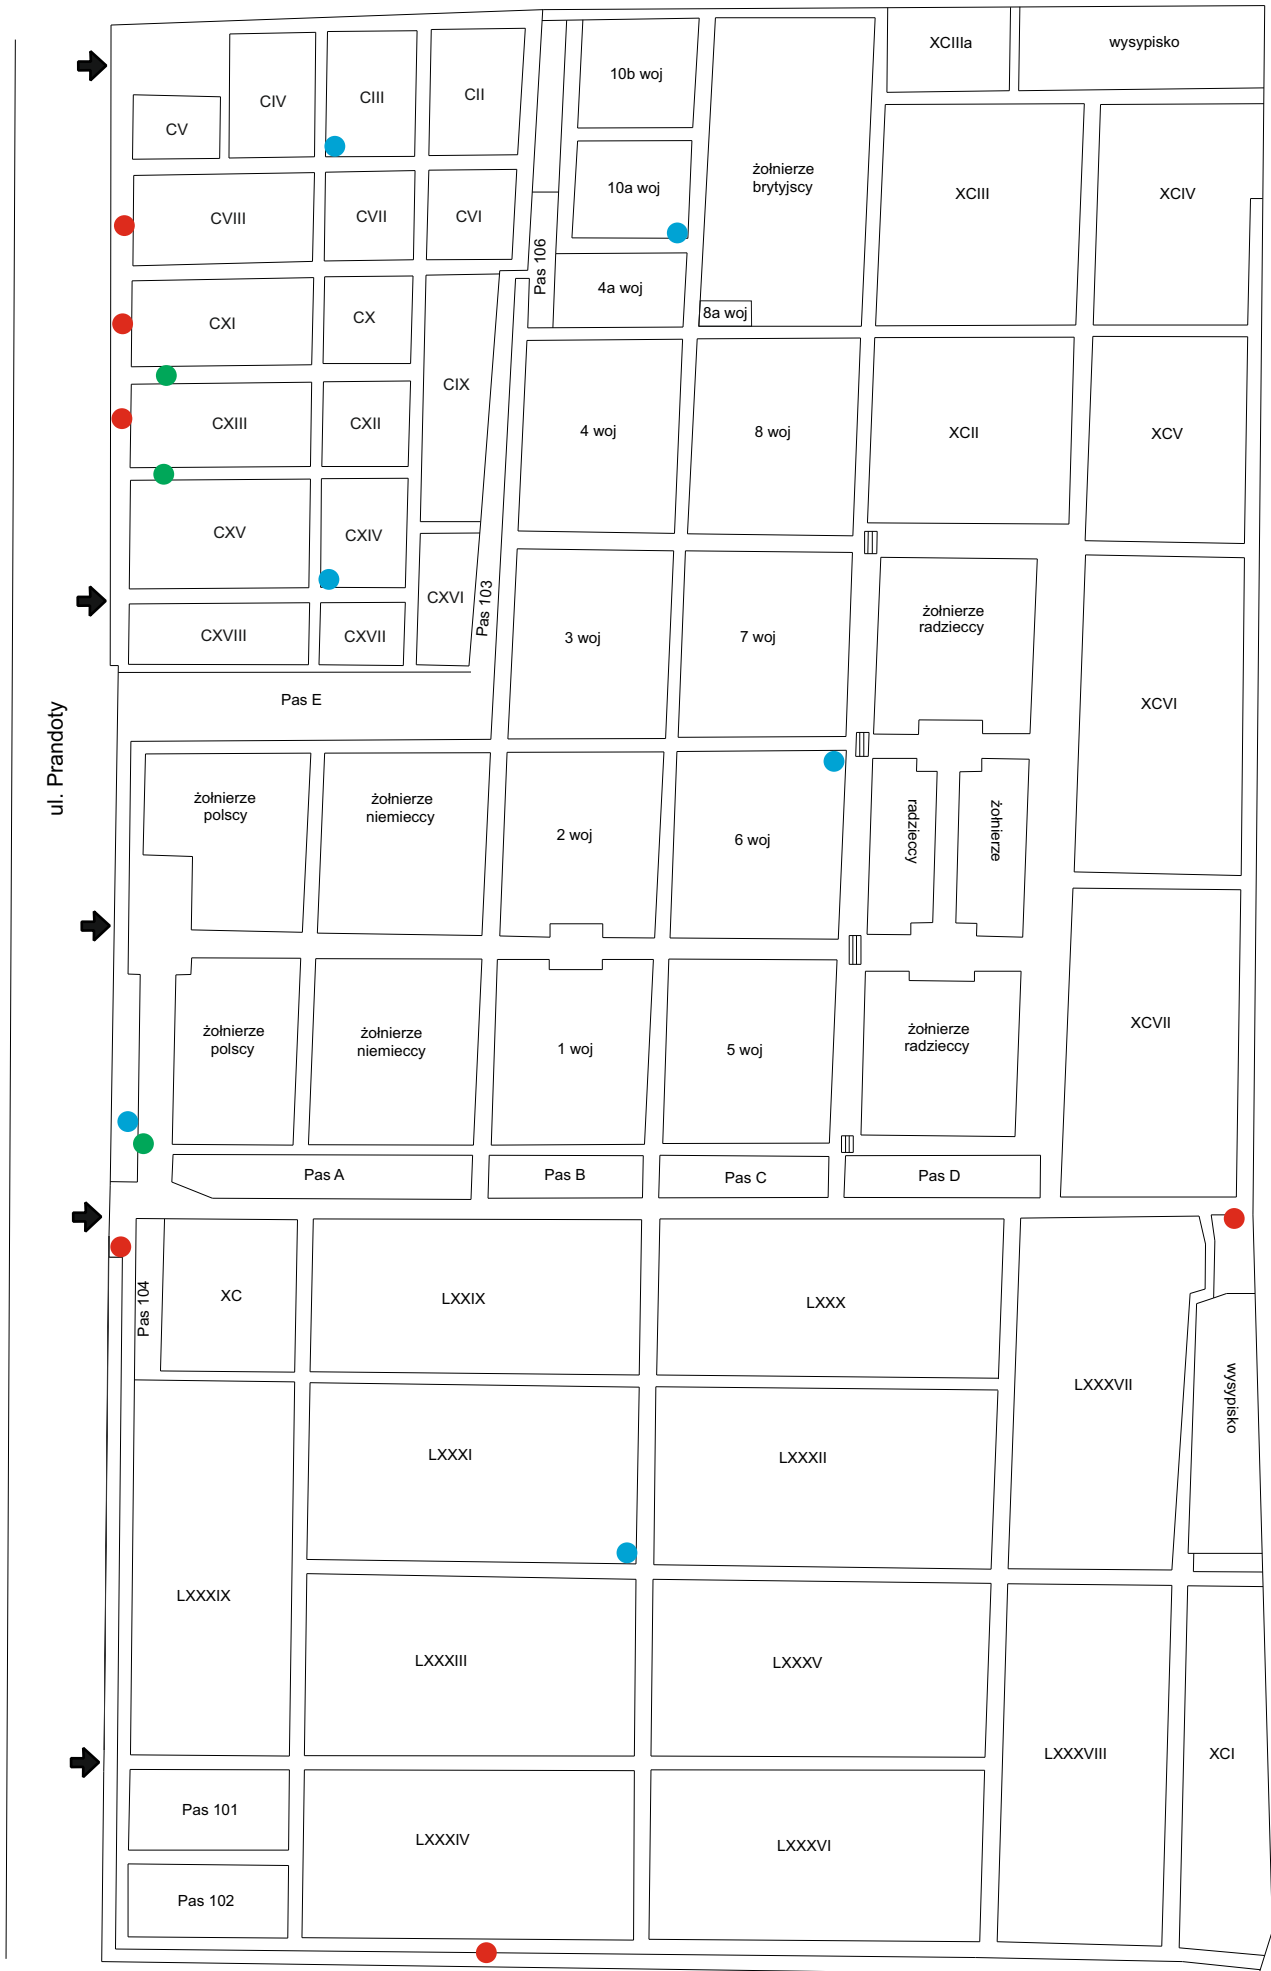 XCIIIa
wysypisko
10b woj
CII
CIII
CIV
CV
żołnierze
brytyjscy
10a woj
XCIII
XCIV
CVIII
CVII
CVI
Pas 106
4a woj
8a woj
CXI
CX
CIX
CXIII
CXII
4 woj
8 woj
XCII
XCV
CXV
CXIV
CXVI
Pas 103
CXVIII
CXVII
3 woj
7 woj
żołnierze
radzieccy
XCVI
Pas E
ul. Prandoty
żołnierze
polscy
żołnierze
niemieccy
2 woj
6 woj
radzieccy
żołnierze
żołnierze
polscy
żołnierze
niemieccy
1 woj
5 woj
żołnierze
radzieccy
XCVII
Pas A
Pas B
Pas C
Pas D
Pas 104
XC
LXXIX
LXXX
LXXXVII
wysypisko
LXXXI
LXXXII
LXXXIX
LXXXIII
LXXXV
LXXXVIII
XCI
Pas 101
LXXXIV
LXXXVI
Pas 102